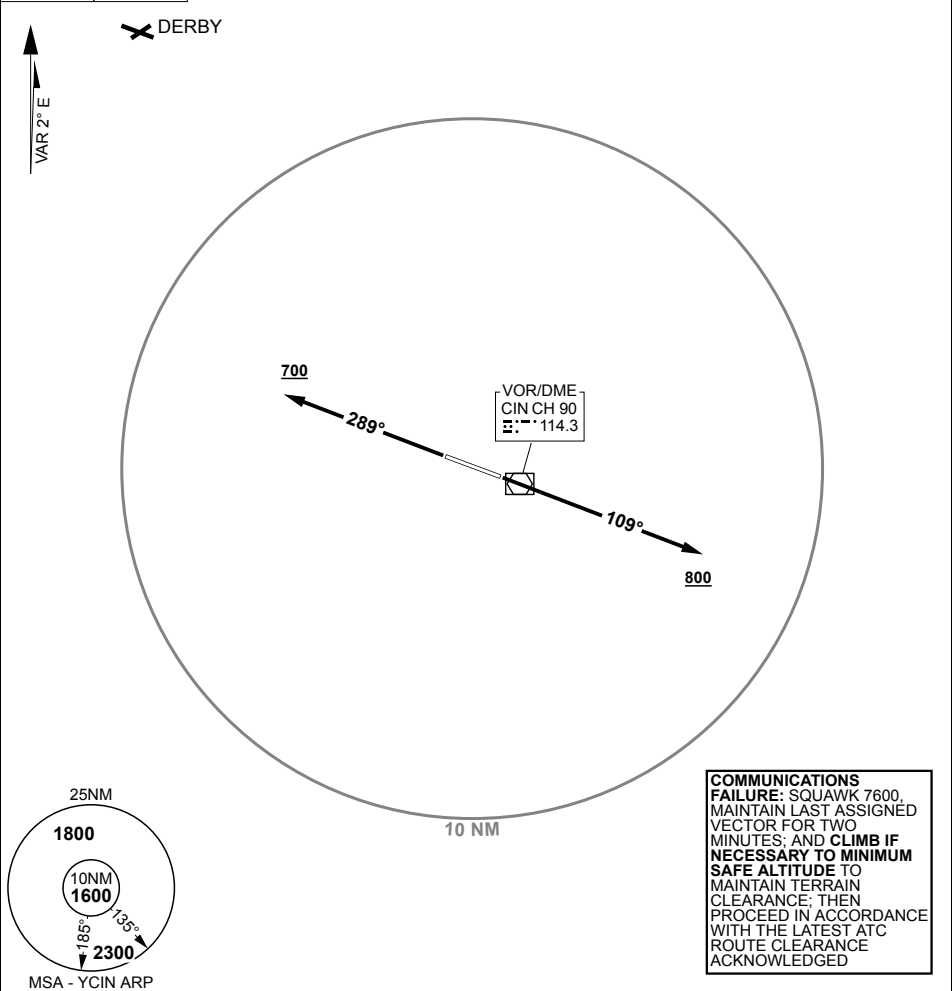 DERBY
VAR 2° E
700
289°
VOR/DME
CIN CH 90
114.3
109°
800
10 NM
25NM
1800
10NM
1600
185°
135°
2300
MSA - YCIN ARP
COMMUNICATIONS
FAILURE: SQUAWK 7600,
MAINTAIN LAST ASSIGNED
VECTOR FOR TWO
MINUTES; AND CLIMB IF
NECESSARY TO MINIMUM
SAFE ALTITUDE TO
MAINTAIN TERRAIN
CLEARANCE; THEN
PROCEED IN ACCORDANCE
WITH THE LATEST ATC
ROUTE CLEARANCE
ACKNOWLEDGED